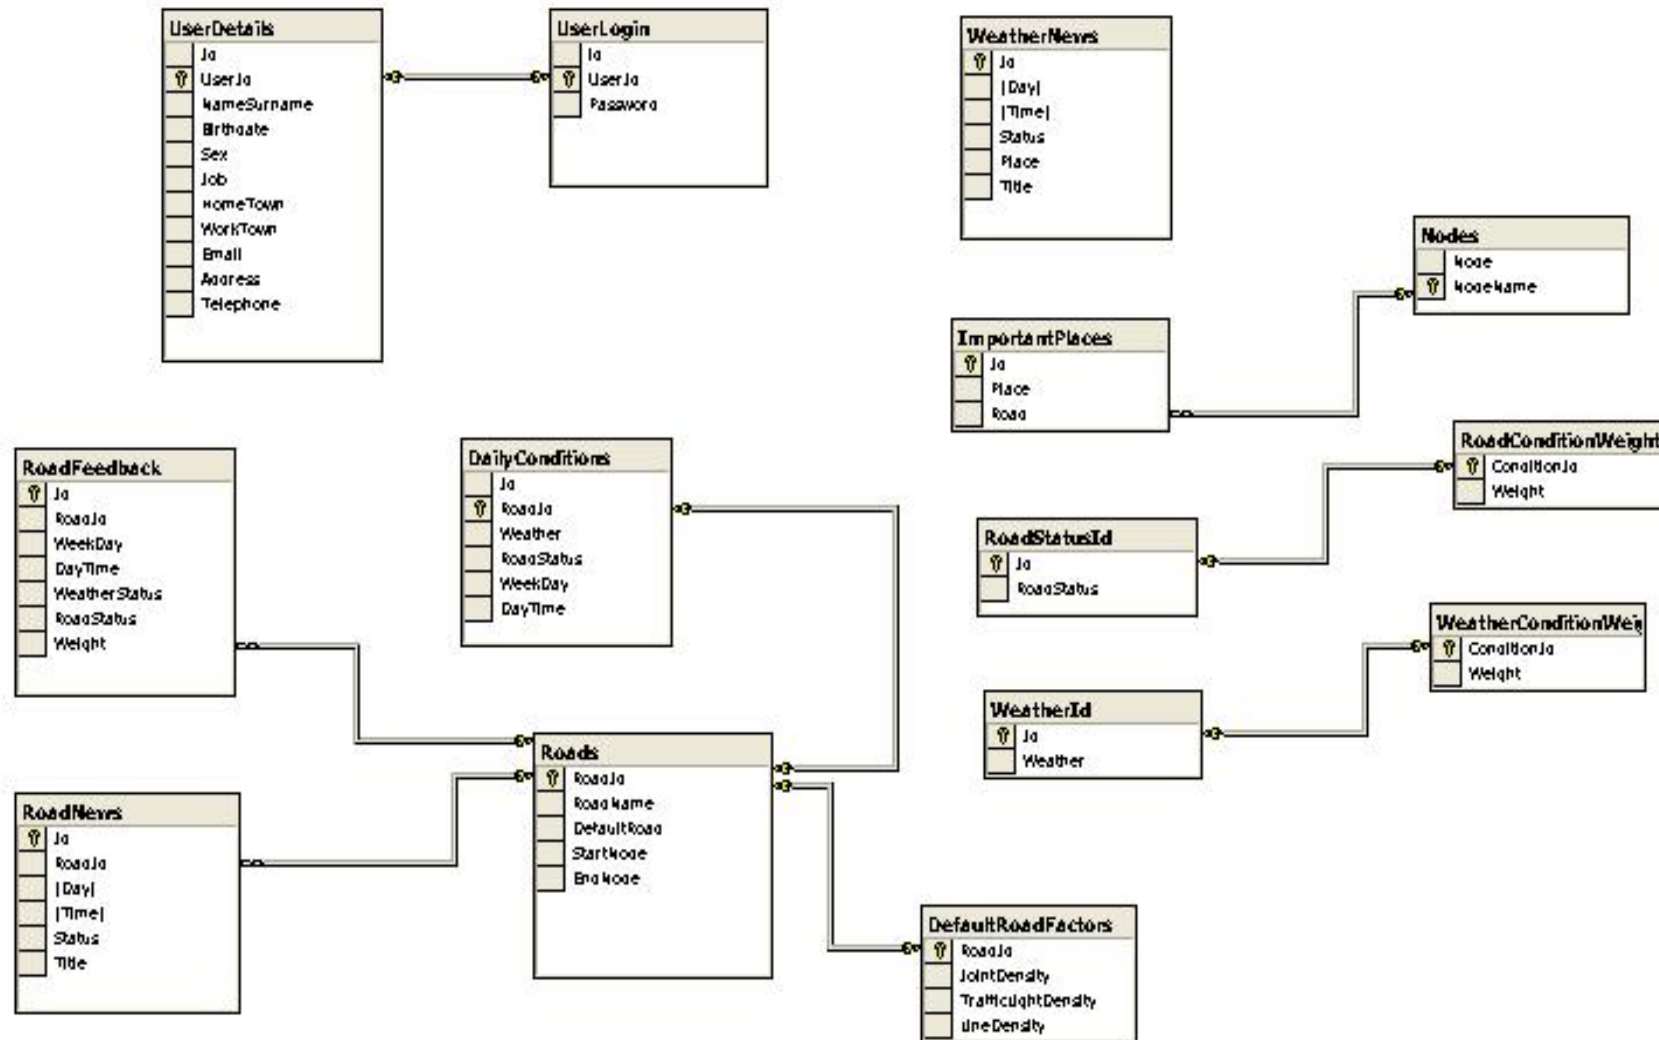 UserDetails
Id
UserId
NameSurname
Birthdate
Sex
Job
HomeTown
WorkTown
Email
Address
Telephone
UserLogin
Id
UserId
Password
WeatherNews
Id
[Day]
[Time]
Status
Place
Title
Nodes
Node
NodeName
ImportantPlaces
Id
Place
Road
RoadFeedback
Id
RoadId
WeekDay
DayTime
WeatherStatus
RoadStatus
Weight
DailyConditions
Id
RoadId
Weather
RoadStatus
WeekDay
DayTime
RoadConditionWeight
ConditionId
Weight
RoadStatusId
Id
RoadStatus
WeatherConditionWeig
ConditionId
Weight
WeatherId
Id
Weather
RoadNews
Id
RoadId
[Day]
[Time]
Status
Title
Roads
RoadId
RoadName
DefaultRoad
StartNode
EndNode
DefaultRoadFactors
RoadId
JointDensity
TrafficLightDensity
LineDensity